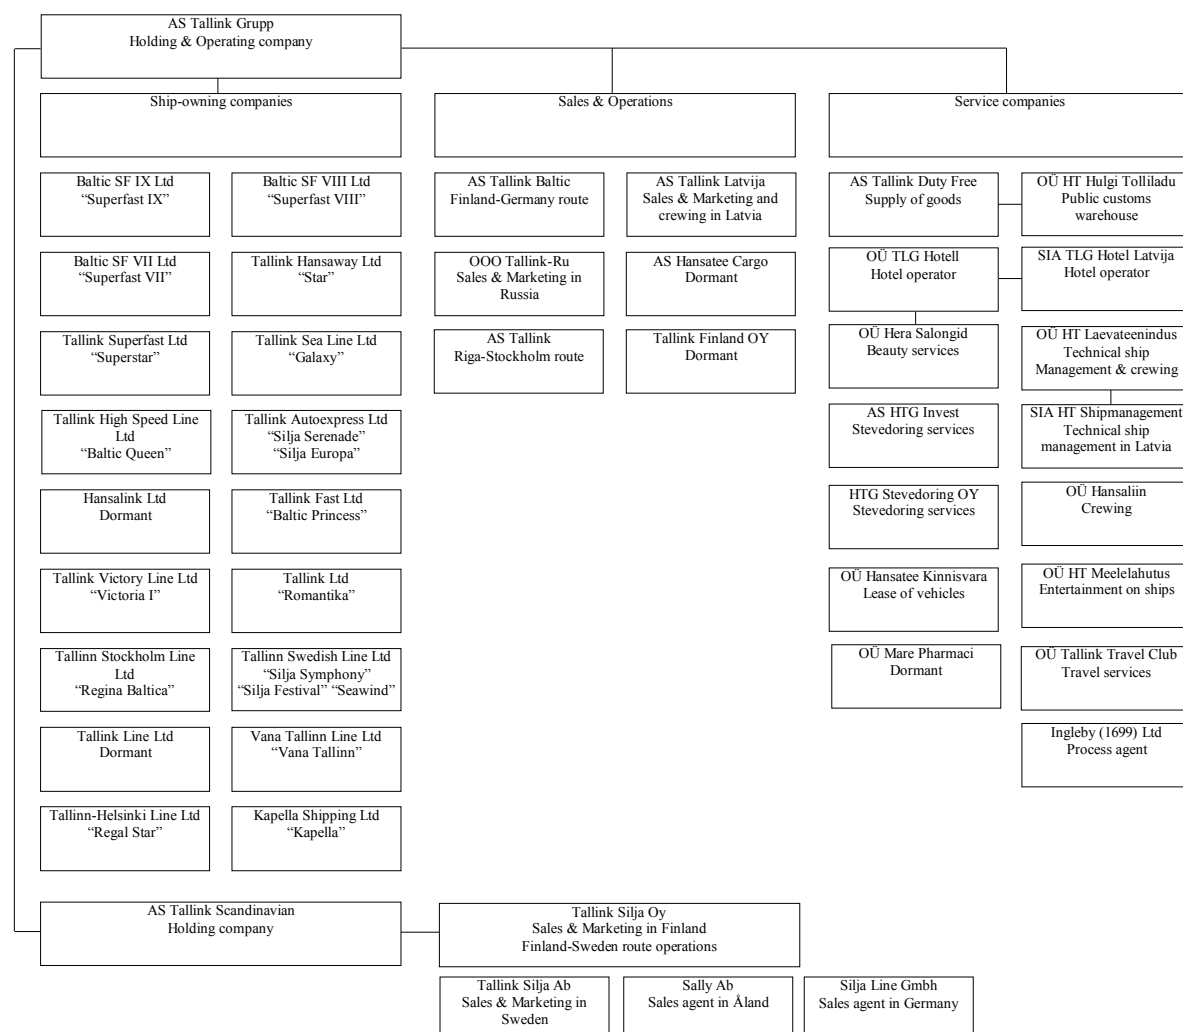 AS Tallink Grupp
Holding & Operating company
Ship-owning companies
Sales & Operations
Service companies
Baltic SF IX Ltd
“Superfast IX”
Baltic SF VIII Ltd
“Superfast VIII”
AS Tallink Baltic
Finland-Germany route
AS Tallink Latvija
Sales & Marketing and
crewing in Latvia
AS Tallink Duty Free
Supply of goods
OÜ HT Hulgi Tolliladu
Public customs
warehouse
Baltic SF VII Ltd
“Superfast VII”
Tallink Hansaway Ltd
“Star”
OOO Tallink-Ru
Sales & Marketing in
Russia
AS Hansatee Cargo
Dormant
OÜ TLG Hotell
Hotel operator
SIA TLG Hotel Latvija
Hotel operator
Tallink Superfast Ltd
“Superstar”
Tallink Sea Line Ltd
“Galaxy”
AS Tallink
Riga-Stockholm route
Tallink Finland OY
Dormant
OÜ Hera Salongid
Beauty services
OÜ HT Laevateenindus
Technical ship
Management & crewing
Tallink High Speed Line
Ltd
“Baltic Queen”
Tallink Autoexpress Ltd
“Silja Serenade”
“Silja Europa”
AS HTG Invest
Stevedoring services
SIA HT Shipmanagement
Technical ship
management in Latvia
Hansalink Ltd
Dormant
Tallink Fast Ltd
“Baltic Princess”
HTG Stevedoring OY
Stevedoring services
OÜ Hansaliin
Crewing
Tallink Victory Line Ltd
“Victoria I”
Tallink Ltd
“Romantika”
OÜ Hansatee Kinnisvara
Lease of vehicles
OÜ HT Meelelahutus
Entertainment on ships
Tallinn Stockholm Line
Ltd
“Regina Baltica”
Tallinn Swedish Line Ltd
“Silja Symphony”
“Silja Festival” “Seawind”
OÜ Mare Pharmaci
Dormant
OÜ Tallink Travel Club
Travel services
Tallink Line Ltd
Dormant
Vana Tallinn Line Ltd
“Vana Tallinn”
Ingleby (1699) Ltd
Process agent
Tallinn-Helsinki Line Ltd
“Regal Star”
Kapella Shipping Ltd
“Kapella”
AS Tallink Scandinavian
Holding company
Tallink Silja Oy
Sales & Marketing in Finland
Finland-Sweden route operations
Tallink Silja Ab
Sales & Marketing in
Sweden
Sally Ab
Sales agent in Åland
Silja Line Gmbh
Sales agent in Germany